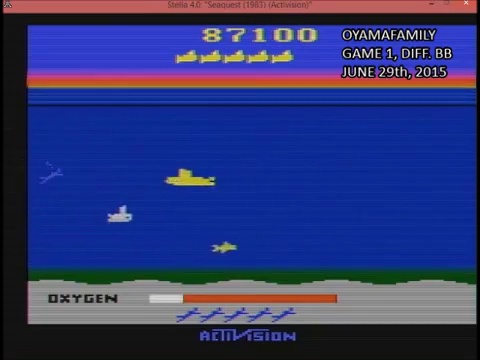 Stella 4.0: "Seaquest (1983) (Activision)"
87100
OYAMAFAMILY
GAME 1, DIFF. BB
JUNE 29th, 2015
OXYGEN
ACTIVISION